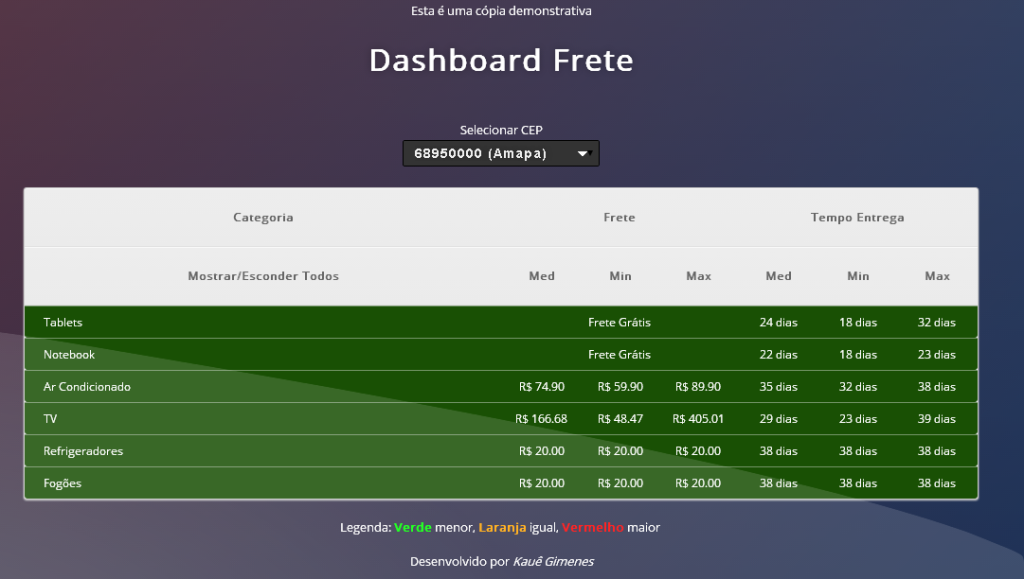 Esta é uma cópia demonstrativa
Dashboard Frete
Selecionar CEP
68950000 (Amapa)
Categoria Frete Tempo Entrega
Mostrar/Esconder Todos Med Min Max Med Min Max
Tablets Frete Grátis 24 dias 18 dias 32 dias
Notebook Frete Grátis 22 dias 18 dias 23 dias
Ar Condicionado R$ 74.90 R$ 59.90 R$ 89.90 35 dias 32 dias 38 dias
TV R$ 166.68 R$ 48.47 R$ 405.01 29 dias 23 dias 39 dias
Refrigeradores R$ 20.00 R$ 20.00 R$ 20.00 38 dias 38 dias 38 dias
Fogões R$ 20.00 R$ 20.00 R$ 20.00 38 dias 38 dias 38 dias
Legenda: Verde menor, Laranja igual, Vermelho maior
Desenvolvido por Kauê Gimenes